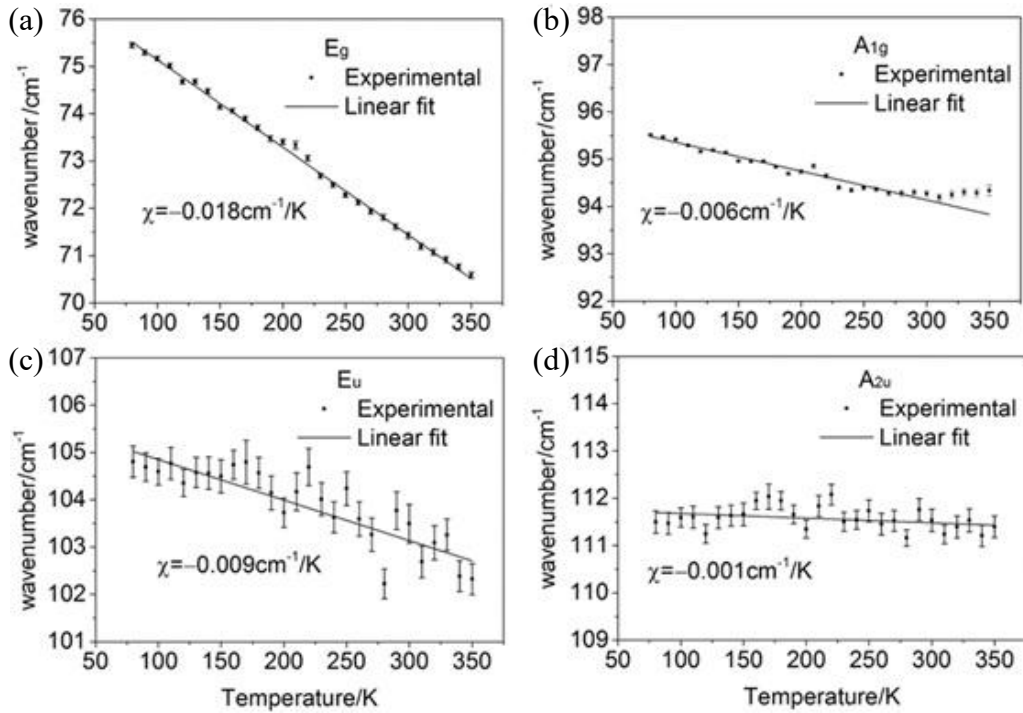 (a)
76
75
74
73
72
71
70
wavenumber/cm⁻¹
Eg
Experimental
Linear fit
χ=−0.018cm⁻¹/K
50 100 150 200 250 300 350
(b)
98
97
96
95
94
93
92
wavenumber/cm⁻¹
A1g
Experimental
Linear fit
χ=−0.006cm⁻¹/K
50 100 150 200 250 300 350
(c)
107
106
105
104
103
102
101
wavenumber/cm⁻¹
Eu
Experimental
Linear fit
χ=−0.009cm⁻¹/K
50 100 150 200 250 300 350
Temperature/K
(d)
115
114
113
112
111
110
109
wavenumber/cm⁻¹
A2u
Experimental
Linear fit
χ=−0.001cm⁻¹/K
50 100 150 200 250 300 350
Temperature/K